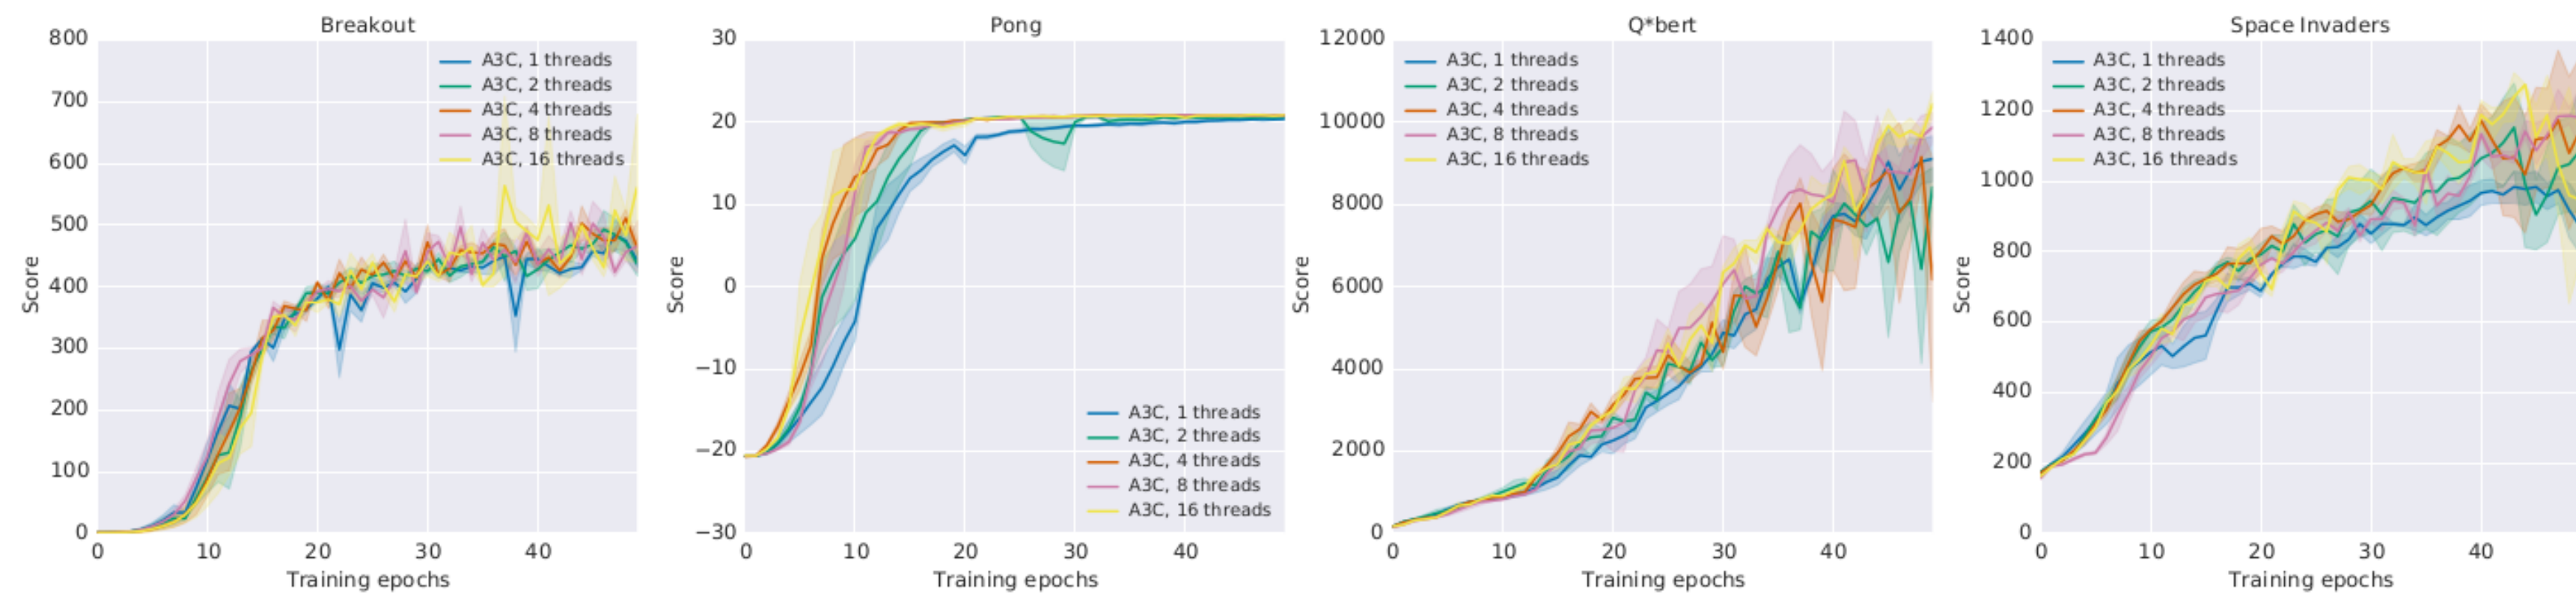 Breakout
800
700
600
500
400
300
200
100
0
Score
A3C, 1 threads
A3C, 2 threads
A3C, 4 threads
A3C, 8 threads
A3C, 16 threads
0 10 20 30 40
Training epochs
Pong
30
20
10
0
−10
−20
−30
Score
A3C, 1 threads
A3C, 2 threads
A3C, 4 threads
A3C, 8 threads
A3C, 16 threads
0 10 20 30 40
Training epochs
Q*bert
12000
10000
8000
6000
4000
2000
0
Score
A3C, 1 threads
A3C, 2 threads
A3C, 4 threads
A3C, 8 threads
A3C, 16 threads
0 10 20 30 40
Training epochs
Space Invaders
1400
1200
1000
800
600
400
200
0
Score
A3C, 1 threads
A3C, 2 threads
A3C, 4 threads
A3C, 8 threads
A3C, 16 threads
0 10 20 30 40
Training epochs